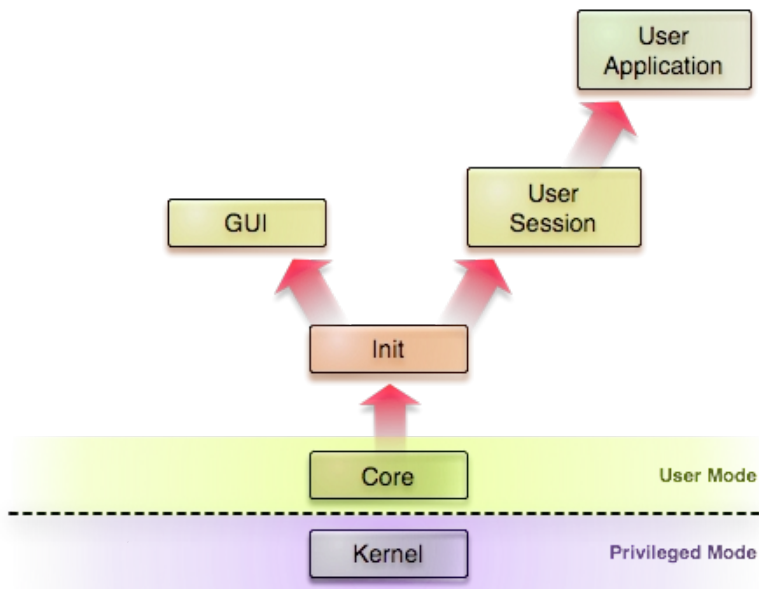 User
Application
GUI
User
Session
Init
Core
User Mode
Kernel
Privileged Mode